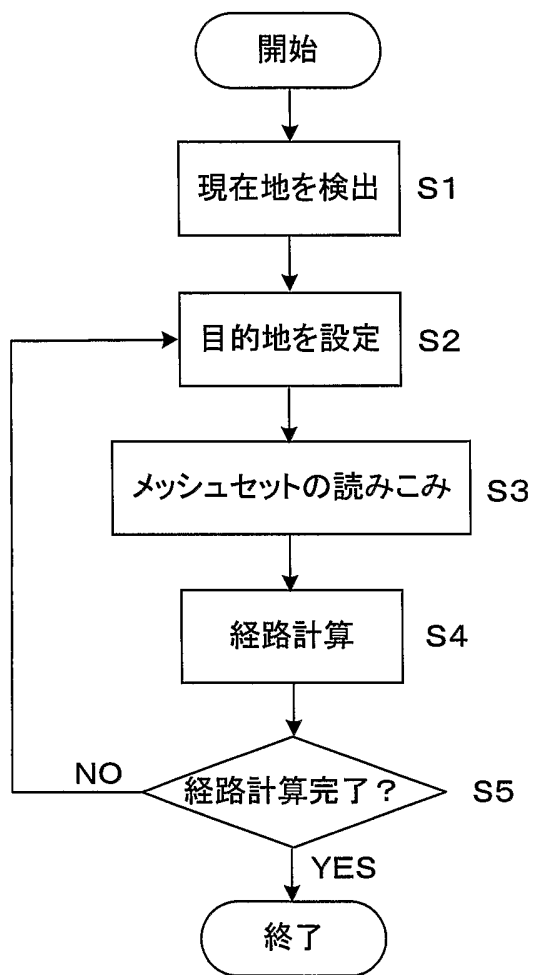 開始
現在地を検出 S1
目的地を設定 S2
メッシュセットの読みこみ S3
経路計算 S4
NO 経路計算完了? S5
YES
終了